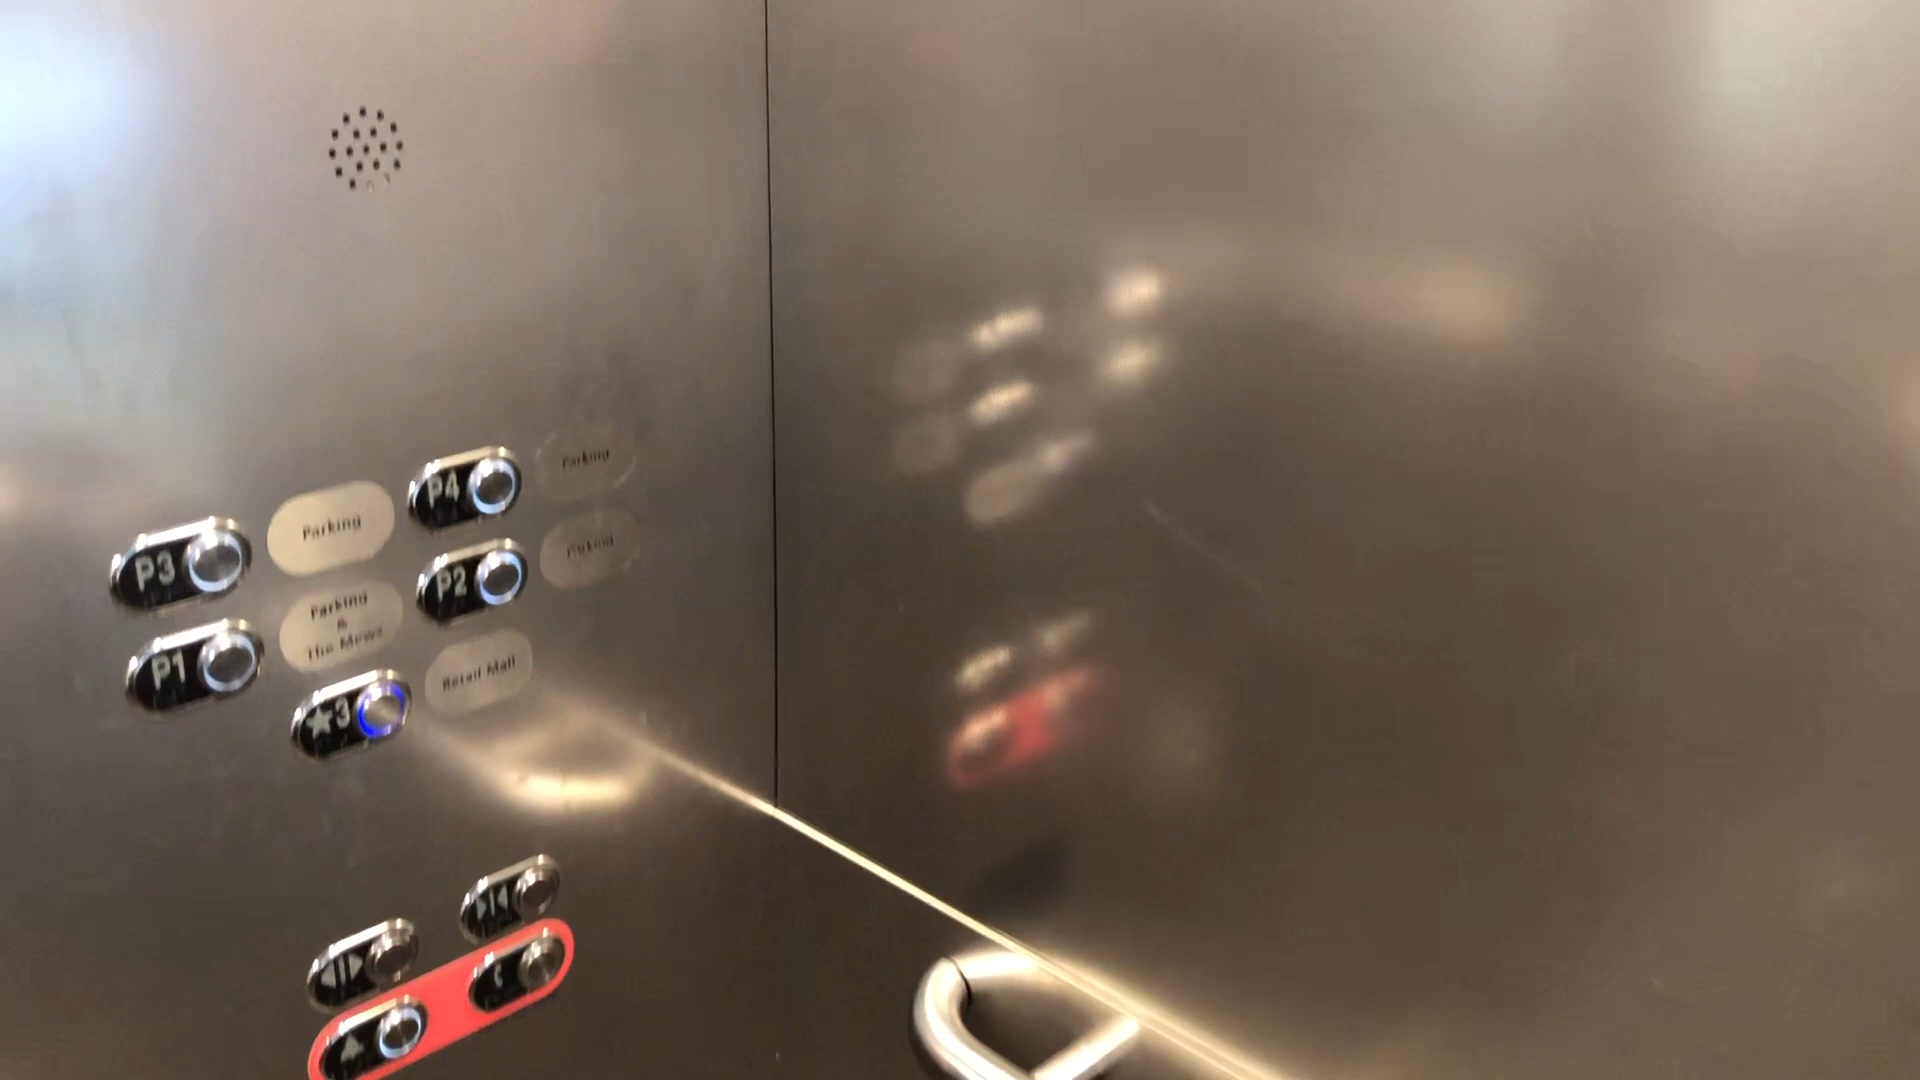 P4 Parking
P3 Parking
P2 Parking
P1 Parking
&
The Mews
★3 Retail Mall